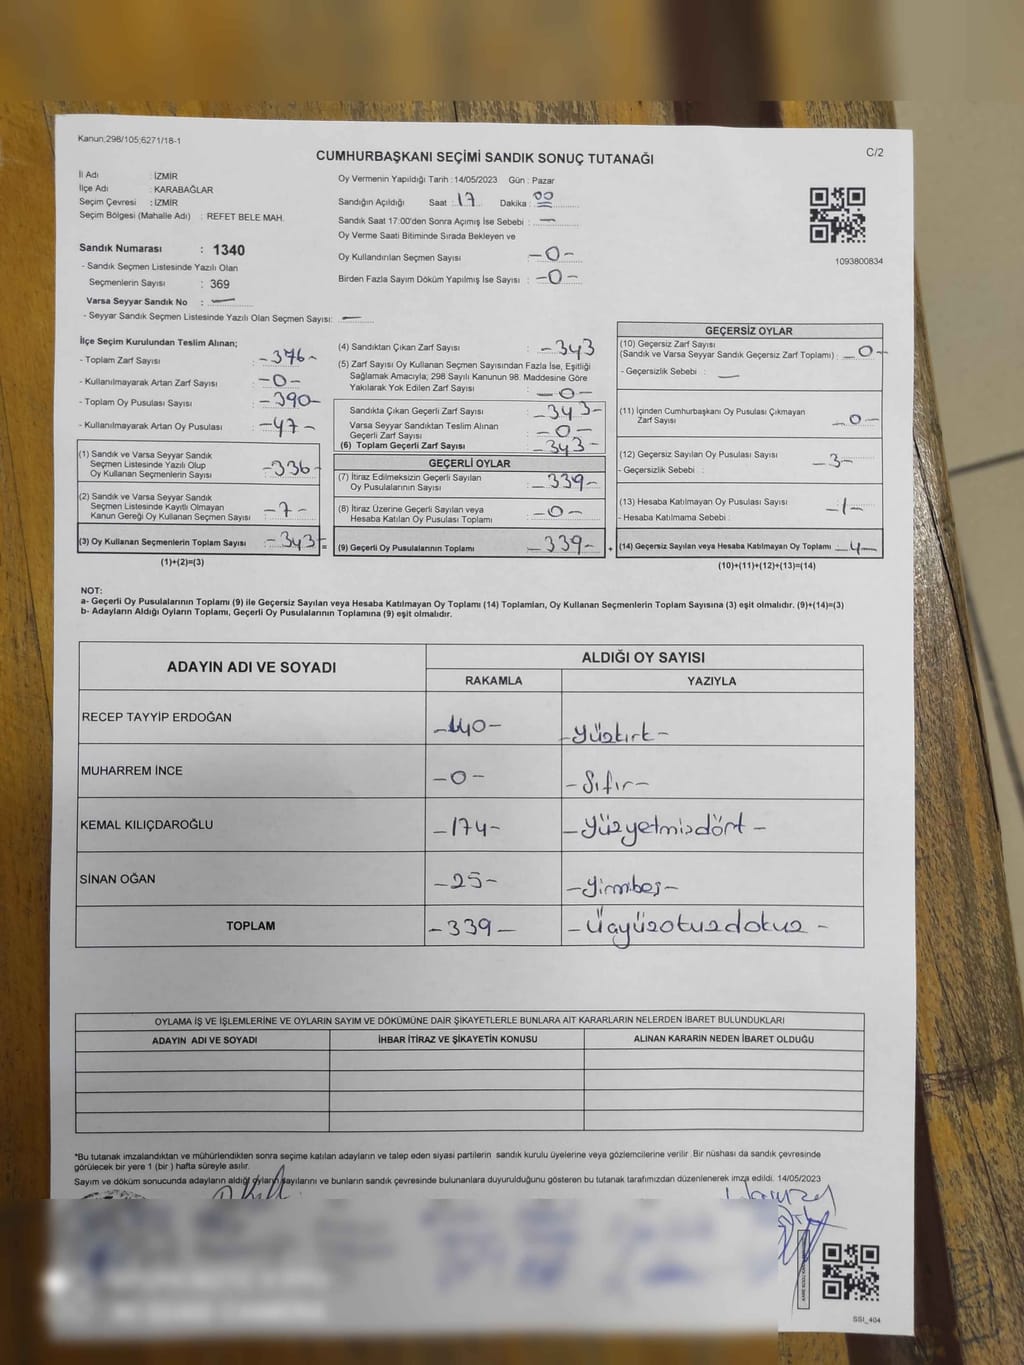 Kanun;298/105;6271/18-1
CUMHURBAŞKANI SEÇİMİ SANDIK SONUÇ TUTANAĞI
C/2
İl Adı : İZMİR
İlçe Adı : KARABAĞLAR
Seçim Çevresi : İZMİR
Seçim Bölgesi (Mahalle Adı) : REFET BELE MAH.
Sandık Numarası : 1340
- Sandık Seçmen Listesinde Yazılı Olan
Seçmenlerin Sayısı : 369
Varsa Seyyar Sandık No : —
- Seyyar Sandık Seçmen Listesinde Yazılı Olan Seçmen Sayısı: —
Oy Vermenin Yapıldığı Tarih : 14/05/2023 Gün : Pazar
Sandığın Açıldığı Saat : 17 Dakika : 00
Sandık Saat 17:00'den Sonra Açımış İse Sebebi : —
Oy Verme Saati Bitiminde Sırada Bekleyen ve
Oy Kullandırılan Seçmen Sayısı : -0-
Birden Fazla Sayım Döküm Yapılmış İse Sayısı : -0-
1093800834
İlçe Seçim Kurulundan Teslim Alınan;
- Toplam Zarf Sayısı : -376-
- Kullanılmayarak Artan Zarf Sayısı : -0-
- Toplam Oy Pusulası Sayısı : -390-
- Kullanılmayarak Artan Oy Pusulası : -47-
(1) Sandık ve Varsa Seyyar Sandık
Seçmen Listesinde Yazılı Olup
Oy Kullanan Seçmenlerin Sayısı : -336-
(2) Sandık ve Varsa Seyyar Sandık
Seçmen Listesinde Kayıtlı Olmayan
Kanun Gereği Oy Kullanan Seçmen Sayısı : -7-
(3) Oy Kullanan Seçmenlerin Toplam Sayısı : -343- =
(1)+(2)=(3)
(4) Sandıktan Çıkan Zarf Sayısı : -343
(5) Zarf Sayısı Oy Kullanan Seçmen Sayısından Fazla İse, Eşitliği
Sağlamak Amacıyla; 298 Sayılı Kanunun 98. Maddesine Göre
Yakılarak Yok Edilen Zarf Sayısı : -0-
Sandıkta Çıkan Geçerli Zarf Sayısı : -343-
Varsa Seyyar Sandıktan Teslim Alınan
Geçerli Zarf Sayısı : -0-
(6) Toplam Geçerli Zarf Sayısı : -343-
GEÇERLİ OYLAR
(7) İtiraz Edilmeksizin Geçerli Sayılan
Oy Pusulalarının Sayısı : -339-
(8) İtiraz Üzerine Geçerli Sayılan veya
Hesaba Katılan Oy Pusulası Toplamı : -0-
(9) Geçerli Oy Pusulalarının Toplamı : -339- +
GEÇERSİZ OYLAR
(10) Geçersiz Zarf Sayısı
(Sandık ve Varsa Seyyar Sandık Geçersiz Zarf Toplamı) : -0-
- Geçersizlik Sebebi : —
(11) İçinden Cumhurbaşkanı Oy Pusulası Çıkmayan
Zarf Sayısı : -0-
(12) Geçersiz Sayılan Oy Pusulası Sayısı : -3-
- Geçersizlik Sebebi :
(13) Hesaba Katılmayan Oy Pusulası Sayısı : -1-
- Hesaba Katılmama Sebebi :
(14) Geçersiz Sayılan veya Hesaba Katılmayan Oy Toplamı : -4-
(10)+(11)+(12)+(13)=(14)
NOT:
a- Geçerli Oy Pusulalarının Toplamı (9) ile Geçersiz Sayılan veya Hesaba Katılmayan Oy Toplamı (14) Toplamları, Oy Kullanan Seçmenlerin Toplam Sayısına (3) eşit olmalıdır. (9)+(14)=(3)
b- Adayların Aldığı Oyların Toplamı, Geçerli Oy Pusulalarının Toplamına (9) eşit olmalıdır.
ADAYIN ADI VE SOYADI
ALDIĞI OY SAYISI
RAKAMLA YAZIYLA
RECEP TAYYİP ERDOĞAN -140- -Yüzkırk-
MUHARREM İNCE -0- -Sıfır-
KEMAL KILIÇDAROĞLU -174- -Yüzyetmişdört-
SİNAN OĞAN -25- -Yirmibeş-
TOPLAM -339- -Üçyüzotuzdokuz-
OYLAMA İŞ VE İŞLEMLERİNE VE OYLARIN SAYIM VE DÖKÜMÜNE DAİR ŞİKAYETLERLE BUNLARA AİT KARARLARIN NELERDEN İBARET BULUNDUKLARI
ADAYIN ADI VE SOYADI İHBAR İTİRAZ VE ŞİKAYETİN KONUSU ALINAN KARARIN NEDEN İBARET OLDUĞU
*Bu tutanak imzalandıktan ve mühürlendikten sonra seçime katılan adayların ve talep eden siyasi partilerin sandık kurulu üyelerine veya gözlemcilerine verilir .Bir nüshası da sandık çevresinde
görülecek bir yere 1 (bir ) hafta süreyle asılır.
Sayım ve döküm sonucunda adayların aldığı oyların sayılarını ve bunların sandık çevresinde bulunanlara duyurulduğunu gösteren bu tutanak tarafımızdan düzenlenerek imza edildi. 14/05/2023
SSI_404